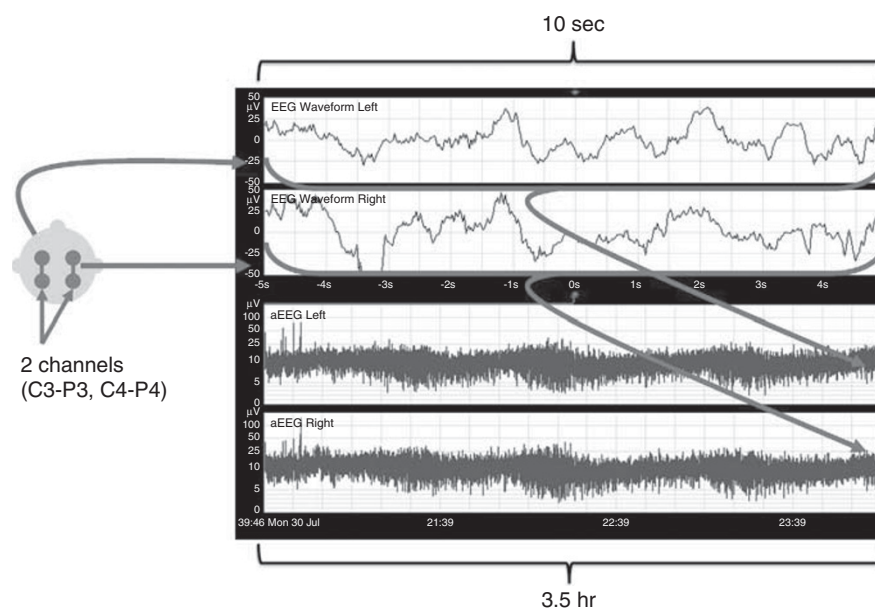 10 sec
50
μV
25
0
-25
-50
EEG Waveform Left
50
μV
25
0
-25
-50
EEG Waveform Right
-5s -4s -3s -2s -1s 0s 1s 2s 3s 4s
μV
100
50
25
10
5
0
aEEG Left
μV
100
50
25
10
5
0
aEEG Right
39:46 Mon 30 Jul 21:39 22:39 23:39
2 channels
(C3-P3, C4-P4)
3.5 hr